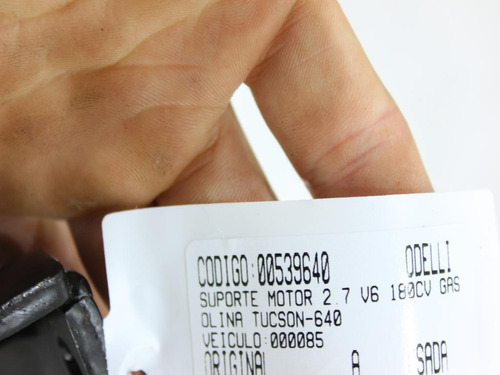 CODIGO:00539640 ODELLI
SUPORTE MOTOR 2.7 V6 180CV GAS
OLINA TUCSON-640
VEICULO:000085
ORIGINAL A SADA